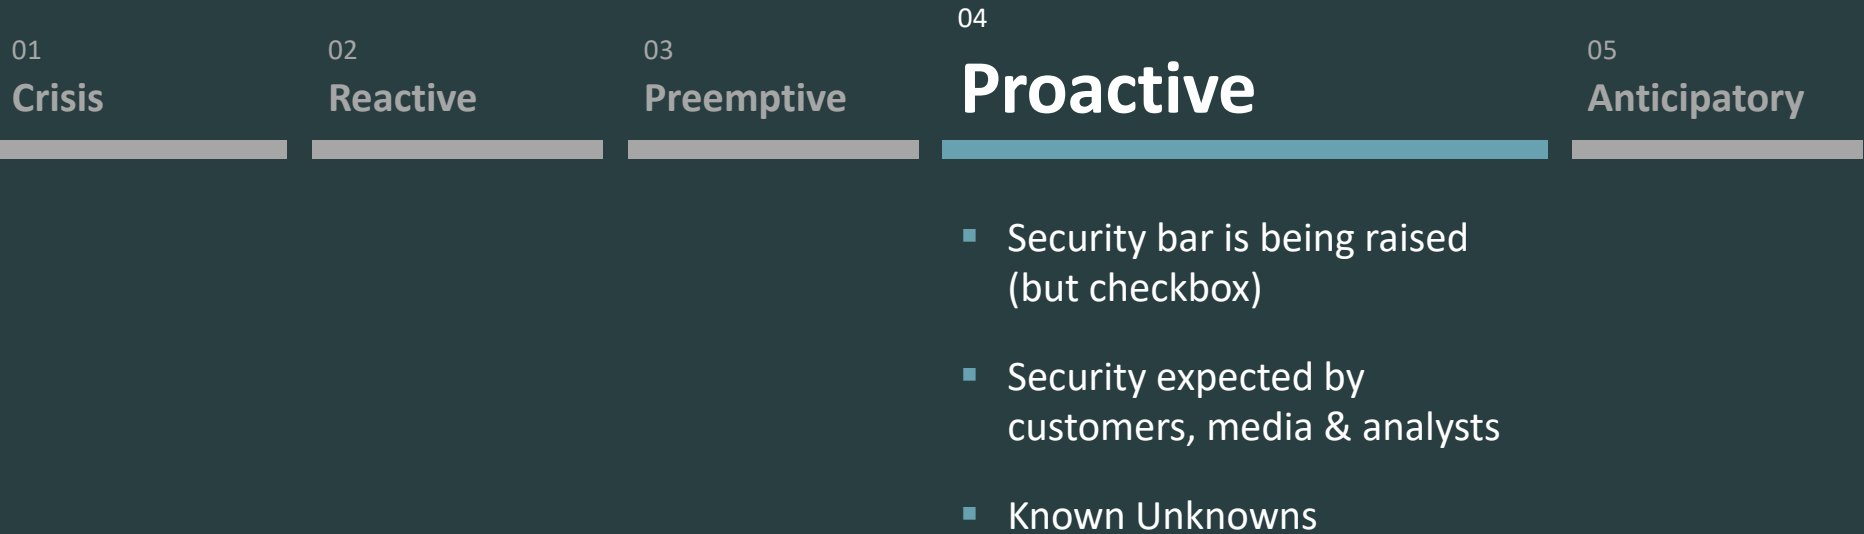 01
Crisis
02
Reactive
03
Preemptive
04
Proactive
05
Anticipatory
Security bar is being raised
(but checkbox)
Security expected by
customers, media & analysts
Known Unknowns